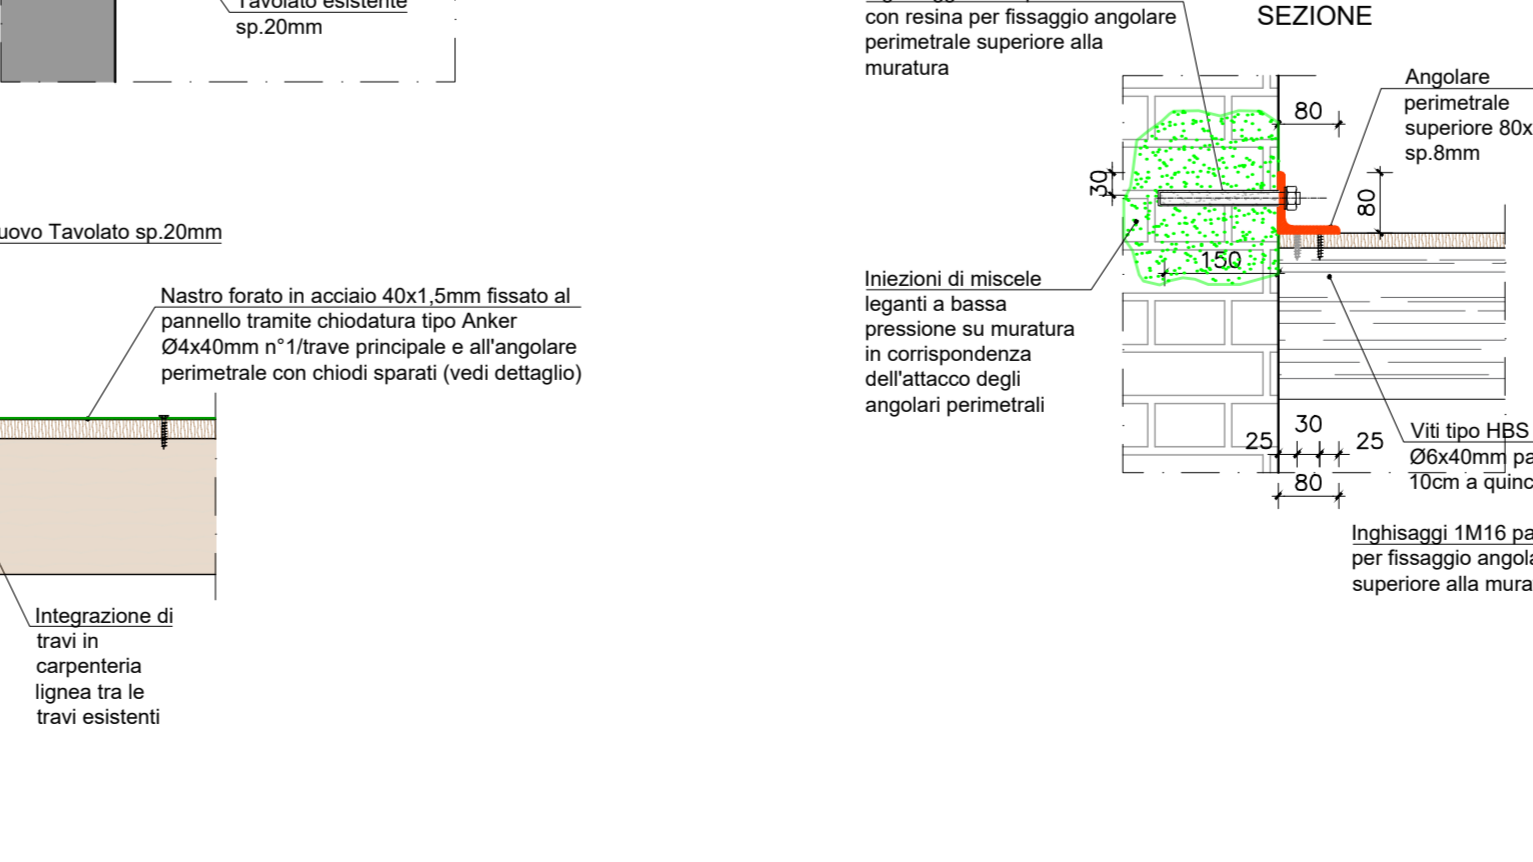 Tavolato esistente
sp.20mm
uovo Tavolato sp.20mm
Nastro forato in acciaio 40x1,5mm fissato al
pannello tramite chiodatura tipo Anker
Ø4x40mm n°1/trave principale e all'angolare
perimetrale con chiodi sparati (vedi dettaglio)
Integrazione di
travi in
carpenteria
lignea tra le
travi esistenti
con resina per fissaggio angolare
perimetrale superiore alla
muratura
SEZIONE
Angolare
perimetrale
superiore 80x
sp.8mm
80
30
80
150
Iniezioni di miscele
leganti a bassa
pressione su muratura
in corrispondenza
dell'attacco degli
angolari perimetrali
30
25
25
80
Viti tipo HBS
Ø6x40mm pa
10cm a quinc
Inghisaggi 1M16 pa
per fissaggio angola
superiore alla mura